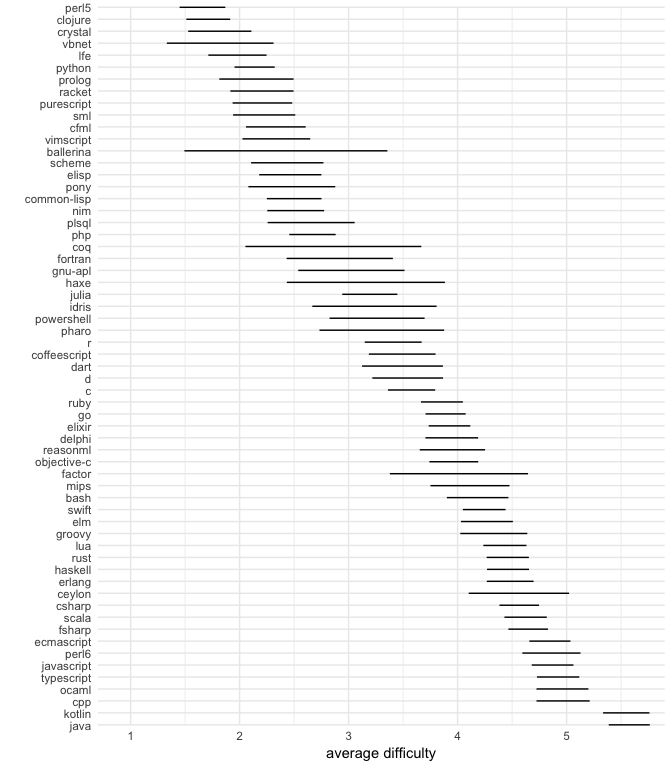 perl5
clojure
crystal
vbnet
lfe
python
prolog
racket
purescript
sml
cfml
vimscript
ballerina
scheme
elisp
pony
common-lisp
nim
plsql
php
coq
fortran
gnu-apl
haxe
julia
idris
powershell
pharo
r
coffeescript
dart
d
c
ruby
go
elixir
delphi
reasonml
objective-c
factor
mips
bash
swift
elm
groovy
lua
rust
haskell
erlang
ceylon
csharp
scala
fsharp
ecmascript
perl6
javascript
typescript
ocaml
cpp
kotlin
java
1 2 3 4 5
average difficulty